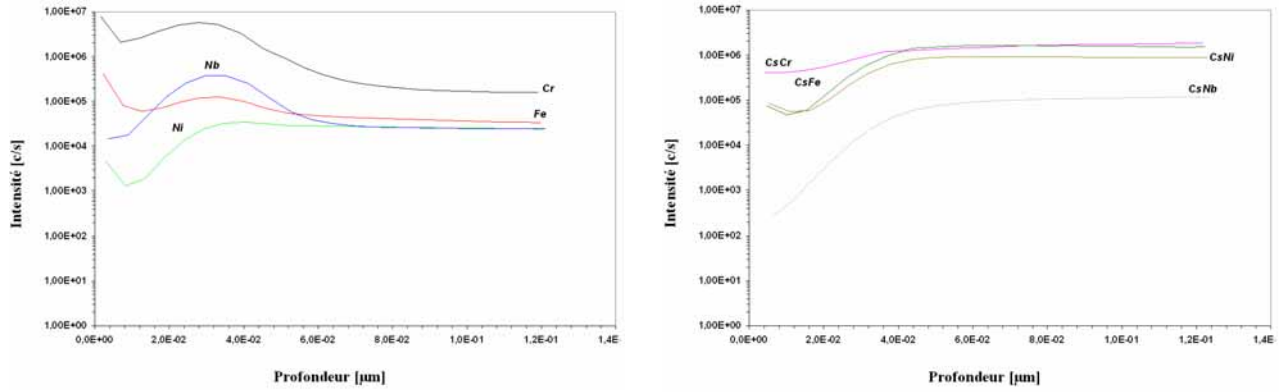 1,00E+07
1,00E+06
1,00E+05
1,00E+04
1,00E+03
1,00E+02
1,00E+01
1,00E+00
Intensité [c/s]
Nb
Ni
Cr
Fe
0,0E+00
2,0E-02
4,0E-02
6,0E-02
8,0E-02
1,0E-01
1,2E-01
1,4E
Profondeur [µm]
1,00E+07
1,00E+06
1,00E+05
1,00E+04
1,00E+03
1,00E+02
1,00E+01
1,00E+00
Intensité [c/s]
CsCr
CsFe
CsNi
CsNb
0,0E+00
2,0E-02
4,0E-02
6,0E-02
8,0E-02
1,0E-01
1,2E-01
1,4E
Profondeur [µm]